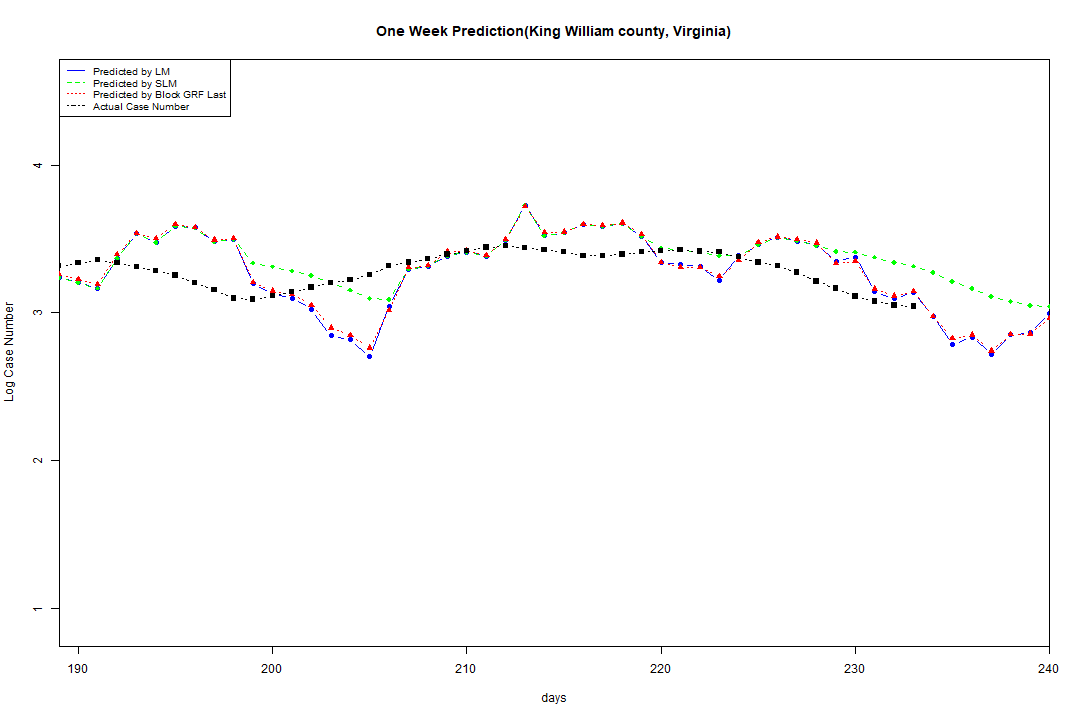 One Week Prediction(King William county, Virginia)
Predicted by LM
Predicted by SLM
Predicted by Block GRF Last
Actual Case Number
4
3
2
1
Log Case Number
190 200 210 220 230 240
days